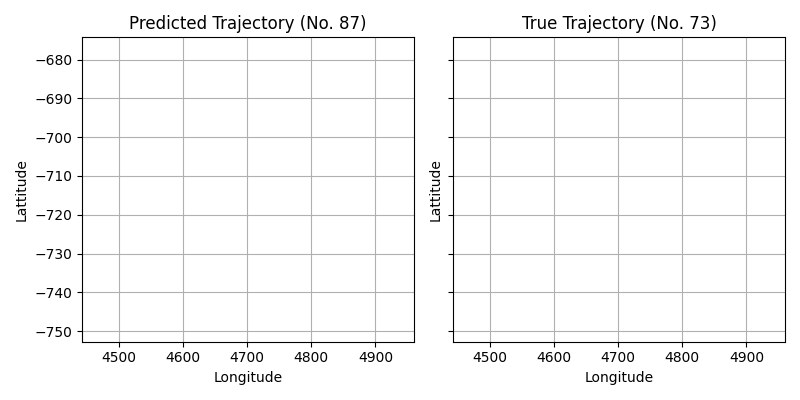 Predicted Trajectory (No. 87)
True Trajectory (No. 73)
−680
−690
−700
−710
−720
−730
−740
−750
Lattitude
Lattitude
4500 4600 4700 4800 4900
4500 4600 4700 4800 4900
Longitude
Longitude